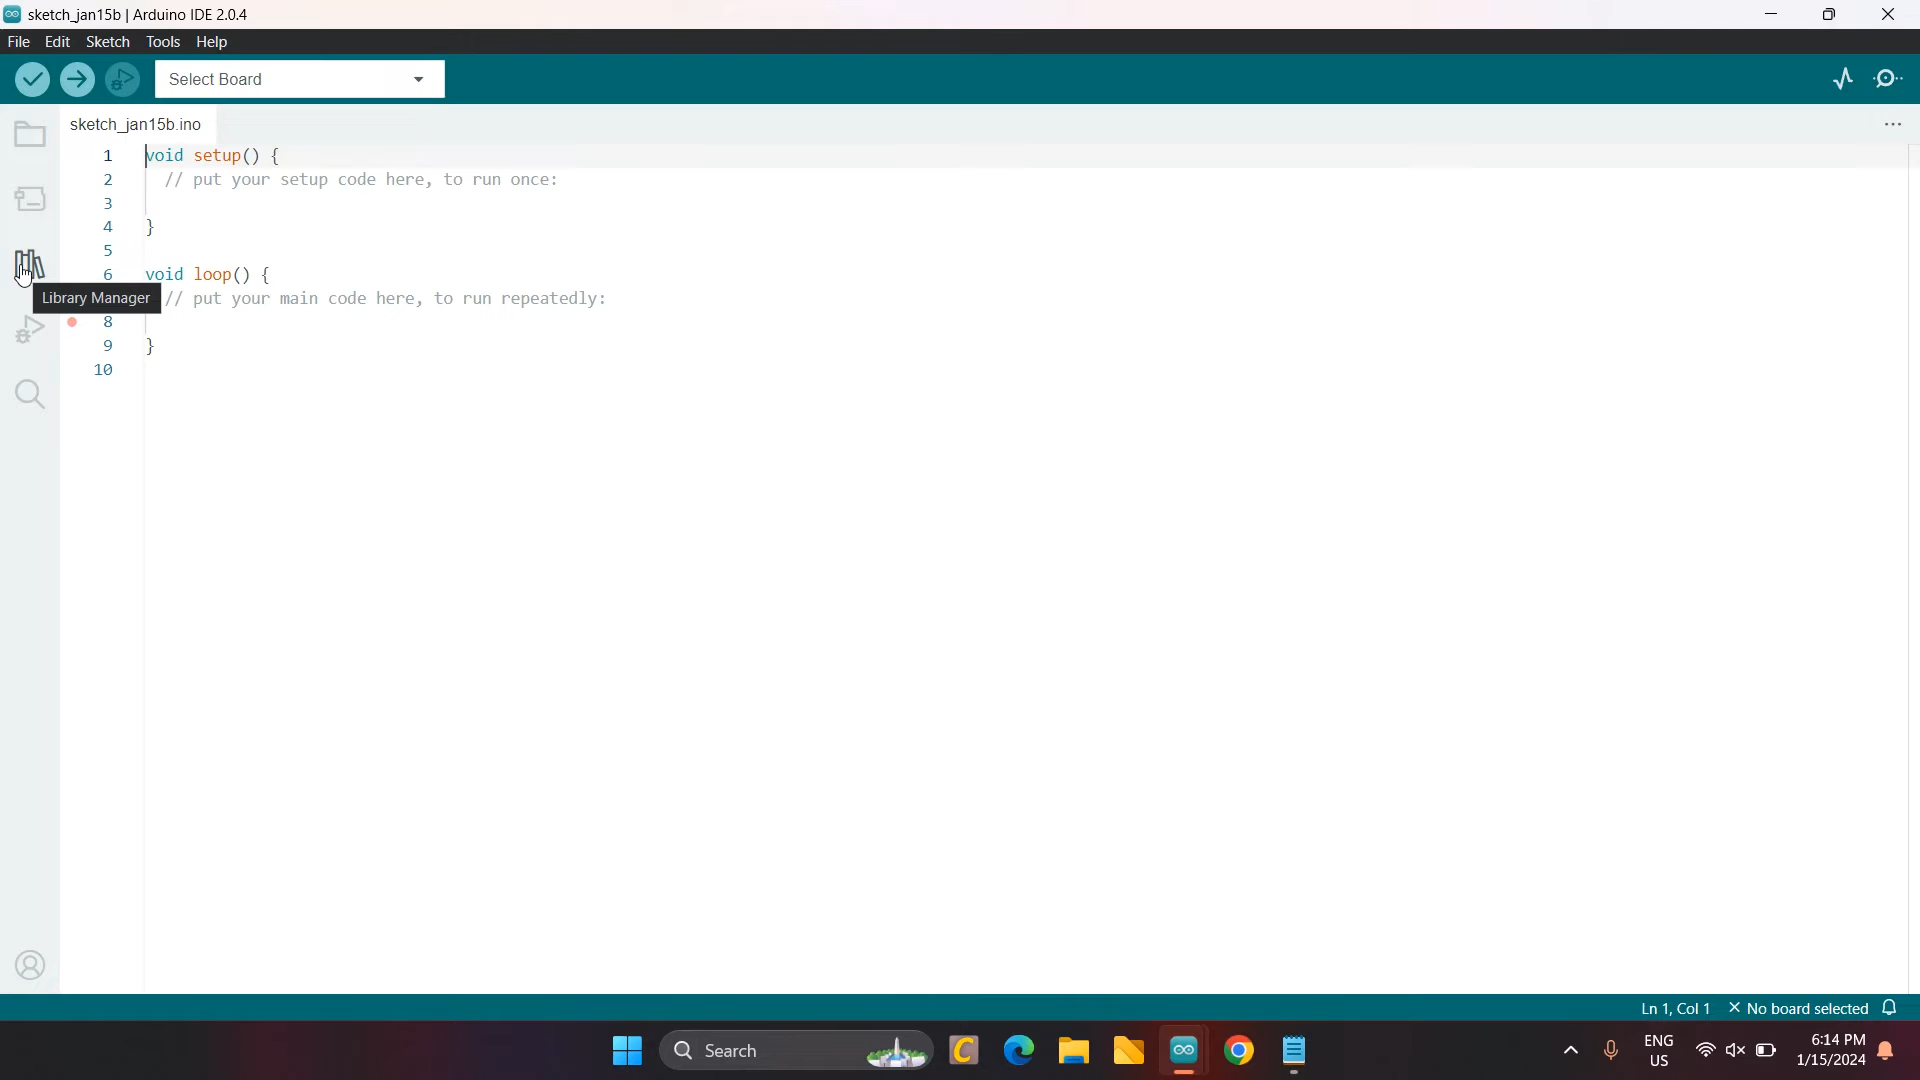 sketch_jan15b | Arduino IDE 2.0.4
File Edit Sketch Tools Help
Select Board
sketch_jan15b.ino
1 void setup() {
2 // put your setup code here, to run once:
3
4 }
5
6 void loop() {
Library Manager // put your main code here, to run repeatedly:
8
9 }
10
Ln 1, Col 1 × No board selected
Search
ENG
US
6:14 PM
1/15/2024